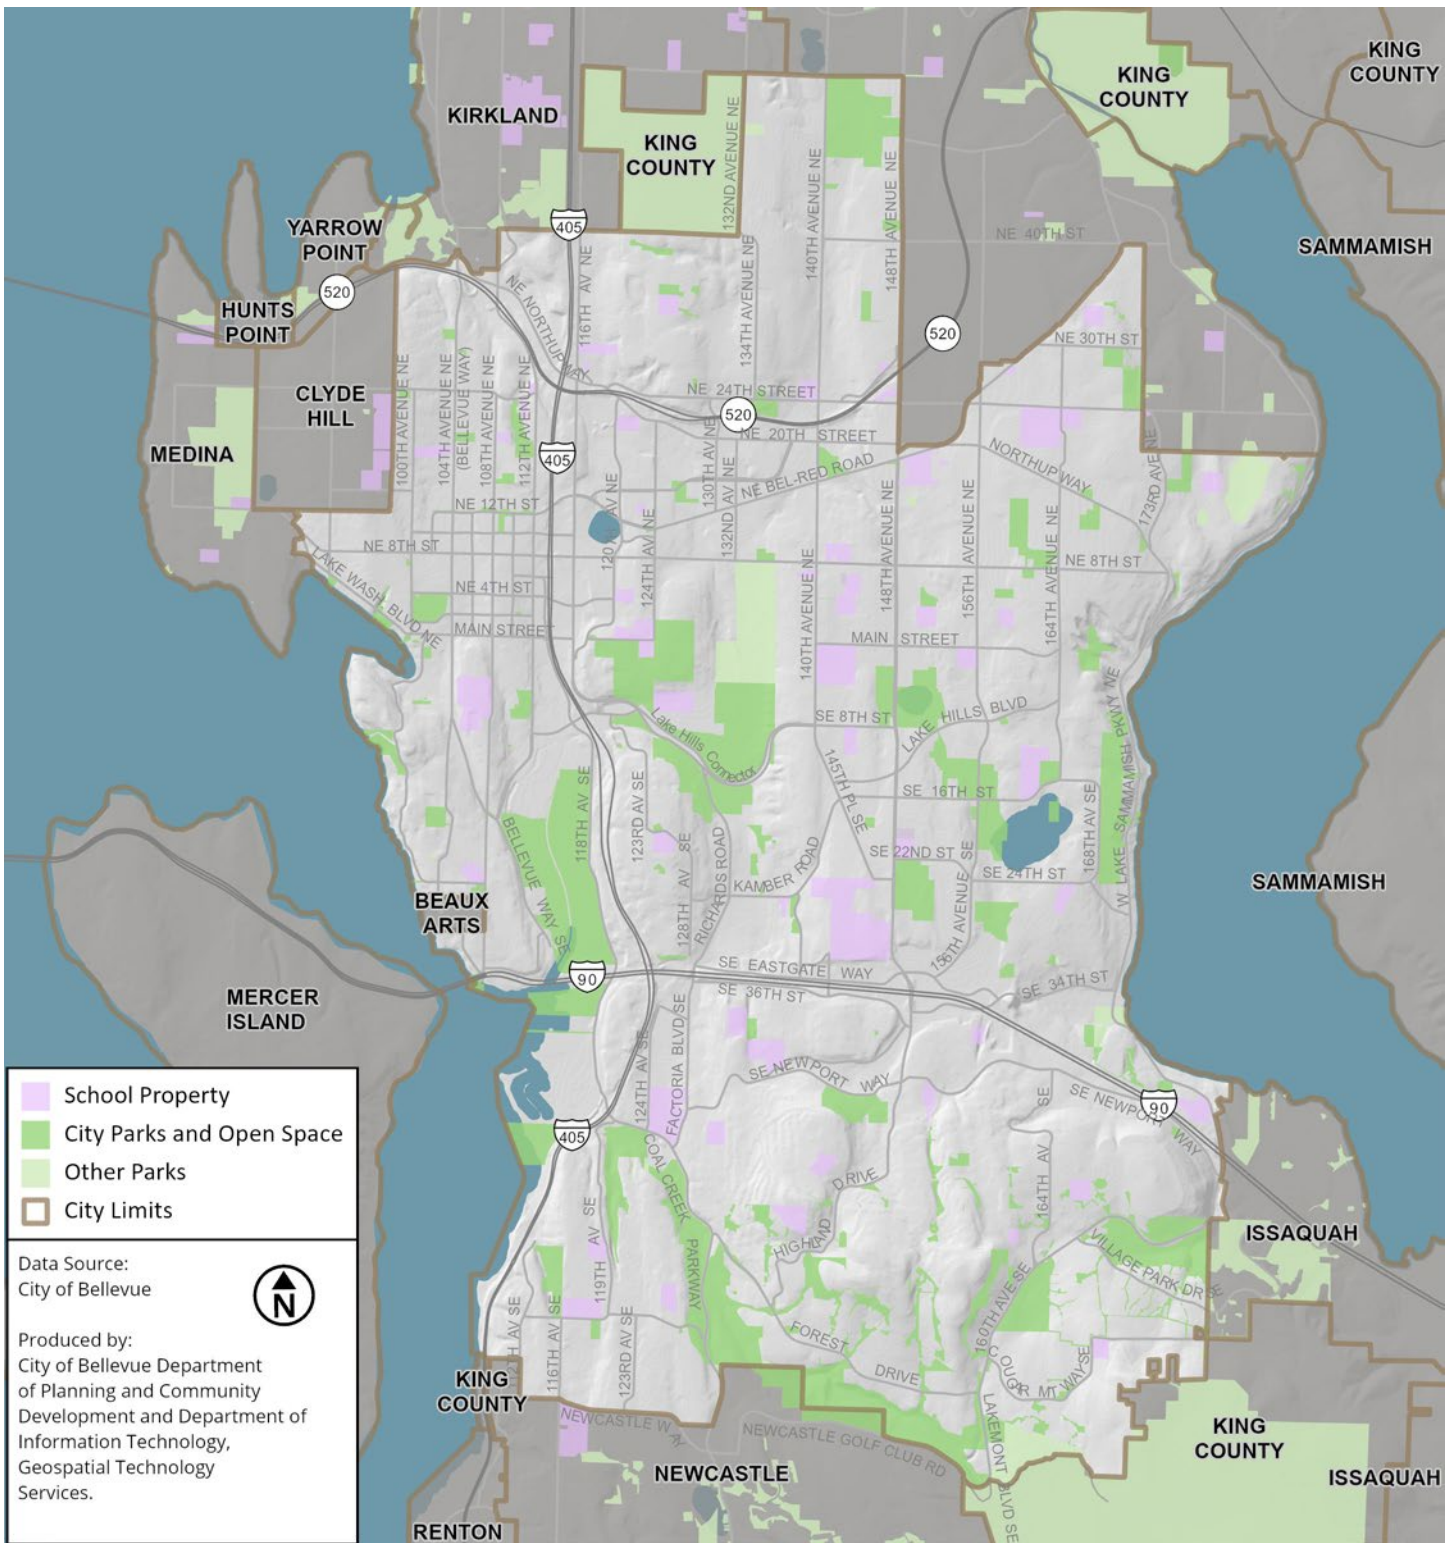 KING
COUNTY
KING
COUNTY
KIRKLAND
KING
COUNTY
132ND AVENUE NE
140TH AVENUE NE
148TH AVENUE NE
405
YARROW
POINT
NE 40TH ST
SAMMAMISH
520
HUNTS
POINT
NE NORTHUP WAY
116TH AV NE
134TH AVENUE NE
520
NE 30TH ST
CLYDE
HILL
100TH AVENUE NE
104TH AVENUE NE
(BELLEVUE WAY)
108TH AVENUE NE
112TH AVENUE NE
NE 24TH STREET
520
MEDINA
405
NE 20TH STREET
130TH AV NE
132ND AV NE
NE BEL-RED ROAD
NORTHUP WAY
173RD AVE NE
NE 12TH ST
120TH AV NE
124TH AV NE
140TH AVENUE NE
148TH AVENUE NE
156TH AVENUE NE
164TH AVENUE NE
NE 8TH ST
NE 8TH ST
LAKE WASH BLVD NE
NE 4TH ST
MAIN STREET
MAIN STREET
SE 8TH ST
LAKE HILLS BLVD
Lake Hills Connector
W LAKE SAMMAMISH PKWY NE
145TH PL SE
SE 16TH ST
118TH AV SE
123RD AV SE
BELLEVUE WAY SE
128TH AV SE
RICHARDS ROAD
KAMBER ROAD
SE 22ND ST
156TH AVENUE SE
SE 24TH ST
168TH AV SE
SAMMAMISH
BEAUX
ARTS
SE EASTGATE WAY
SE 36TH ST
SE 34TH ST
90
MERCER
ISLAND
124TH AV SE
FACTORIA BLVD SE
SE NEWPORT WAY
SE NEWPORT WAY
90
405
School Property
City Parks and Open Space
Other Parks
City Limits
COAL CREEK PARKWAY
HIGHLAND DRIVE
164TH AV SE
119TH AV SE
ISSAQUAH
VILLAGE PARK DR SE
160TH AVE SE
Data Source:
City of Bellevue
N
Produced by:
City of Bellevue Department
of Planning and Community
Development and Department of
Information Technology,
Geospatial Technology
Services.
112TH AV SE
116TH AV SE
123RD AV SE
FOREST DRIVE
COUGAR MT WAY SE
KING
COUNTY
LAKEMONT BLVD SE
NEWCASTLE WAY
NEWCASTLE GOLF CLUB RD
KING
COUNTY
NEWCASTLE
ISSAQUAH
RENTON